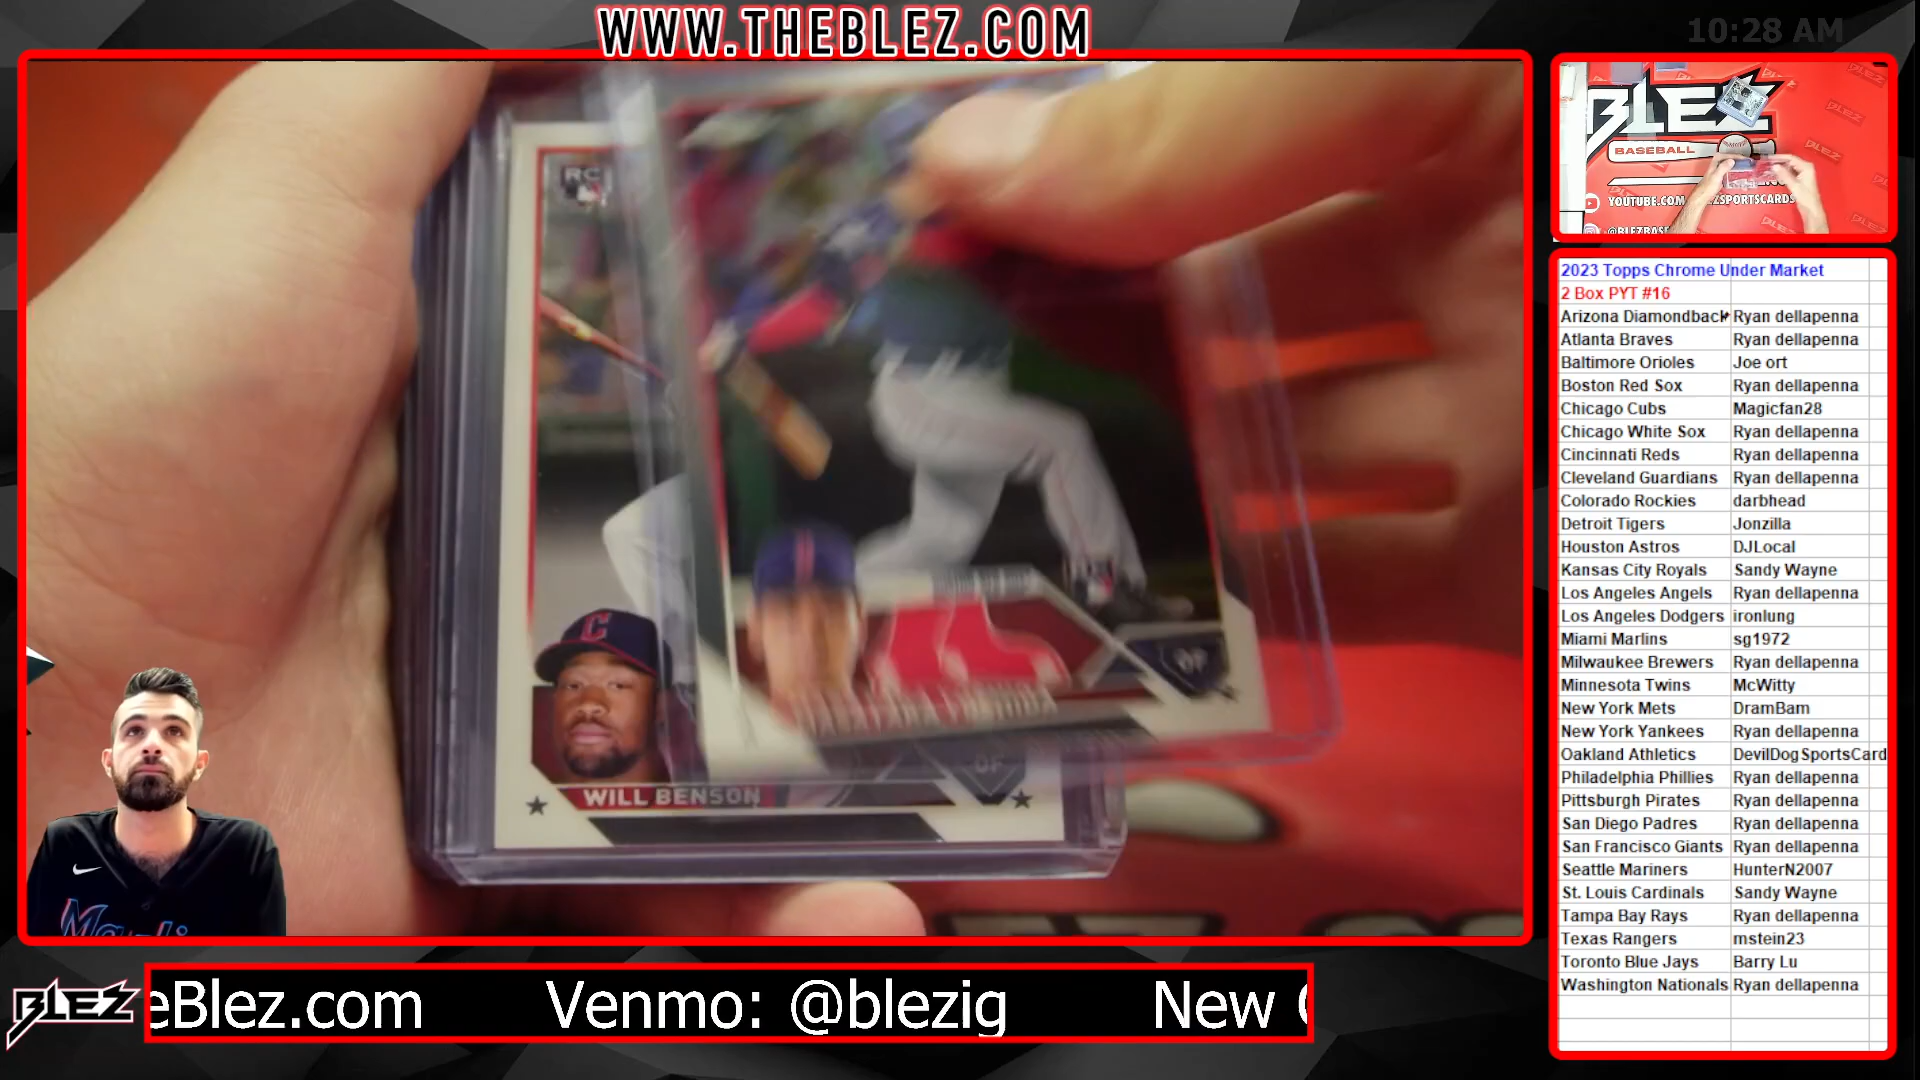 WWW.THEBLEZ.COM
10:28 AM
RC
C
WILL BENSON
OF
OF
BLEZ
BASEBALL
YOUTUBE.COM
BLEZ
2023 Topps Chrome Under Market
2 Box PYT #16
Arizona Diamondback Ryan dellapenna
Atlanta Braves Ryan dellapenna
Baltimore Orioles Joe ort
Boston Red Sox Ryan dellapenna
Chicago Cubs Magicfan28
Chicago White Sox Ryan dellapenna
Cincinnati Reds Ryan dellapenna
Cleveland Guardians Ryan dellapenna
Colorado Rockies darbhead
Detroit Tigers Jonzilla
Houston Astros DJLocal
Kansas City Royals Sandy Wayne
Los Angeles Angels Ryan dellapenna
Los Angeles Dodgers ironlung
Miami Marlins sg1972
Milwaukee Brewers Ryan dellapenna
Minnesota Twins McWitty
New York Mets DramBam
New York Yankees Ryan dellapenna
Oakland Athletics DevilDogSportsCard
Philadelphia Phillies Ryan dellapenna
Pittsburgh Pirates Ryan dellapenna
San Diego Padres Ryan dellapenna
San Francisco Giants Ryan dellapenna
Seattle Mariners HunterN2007
St. Louis Cardinals Sandy Wayne
Tampa Bay Rays Ryan dellapenna
Texas Rangers mstein23
Toronto Blue Jays Barry Lu
Washington Nationals Ryan dellapenna
BLEZ
eBlez.com Venmo: @blezig New